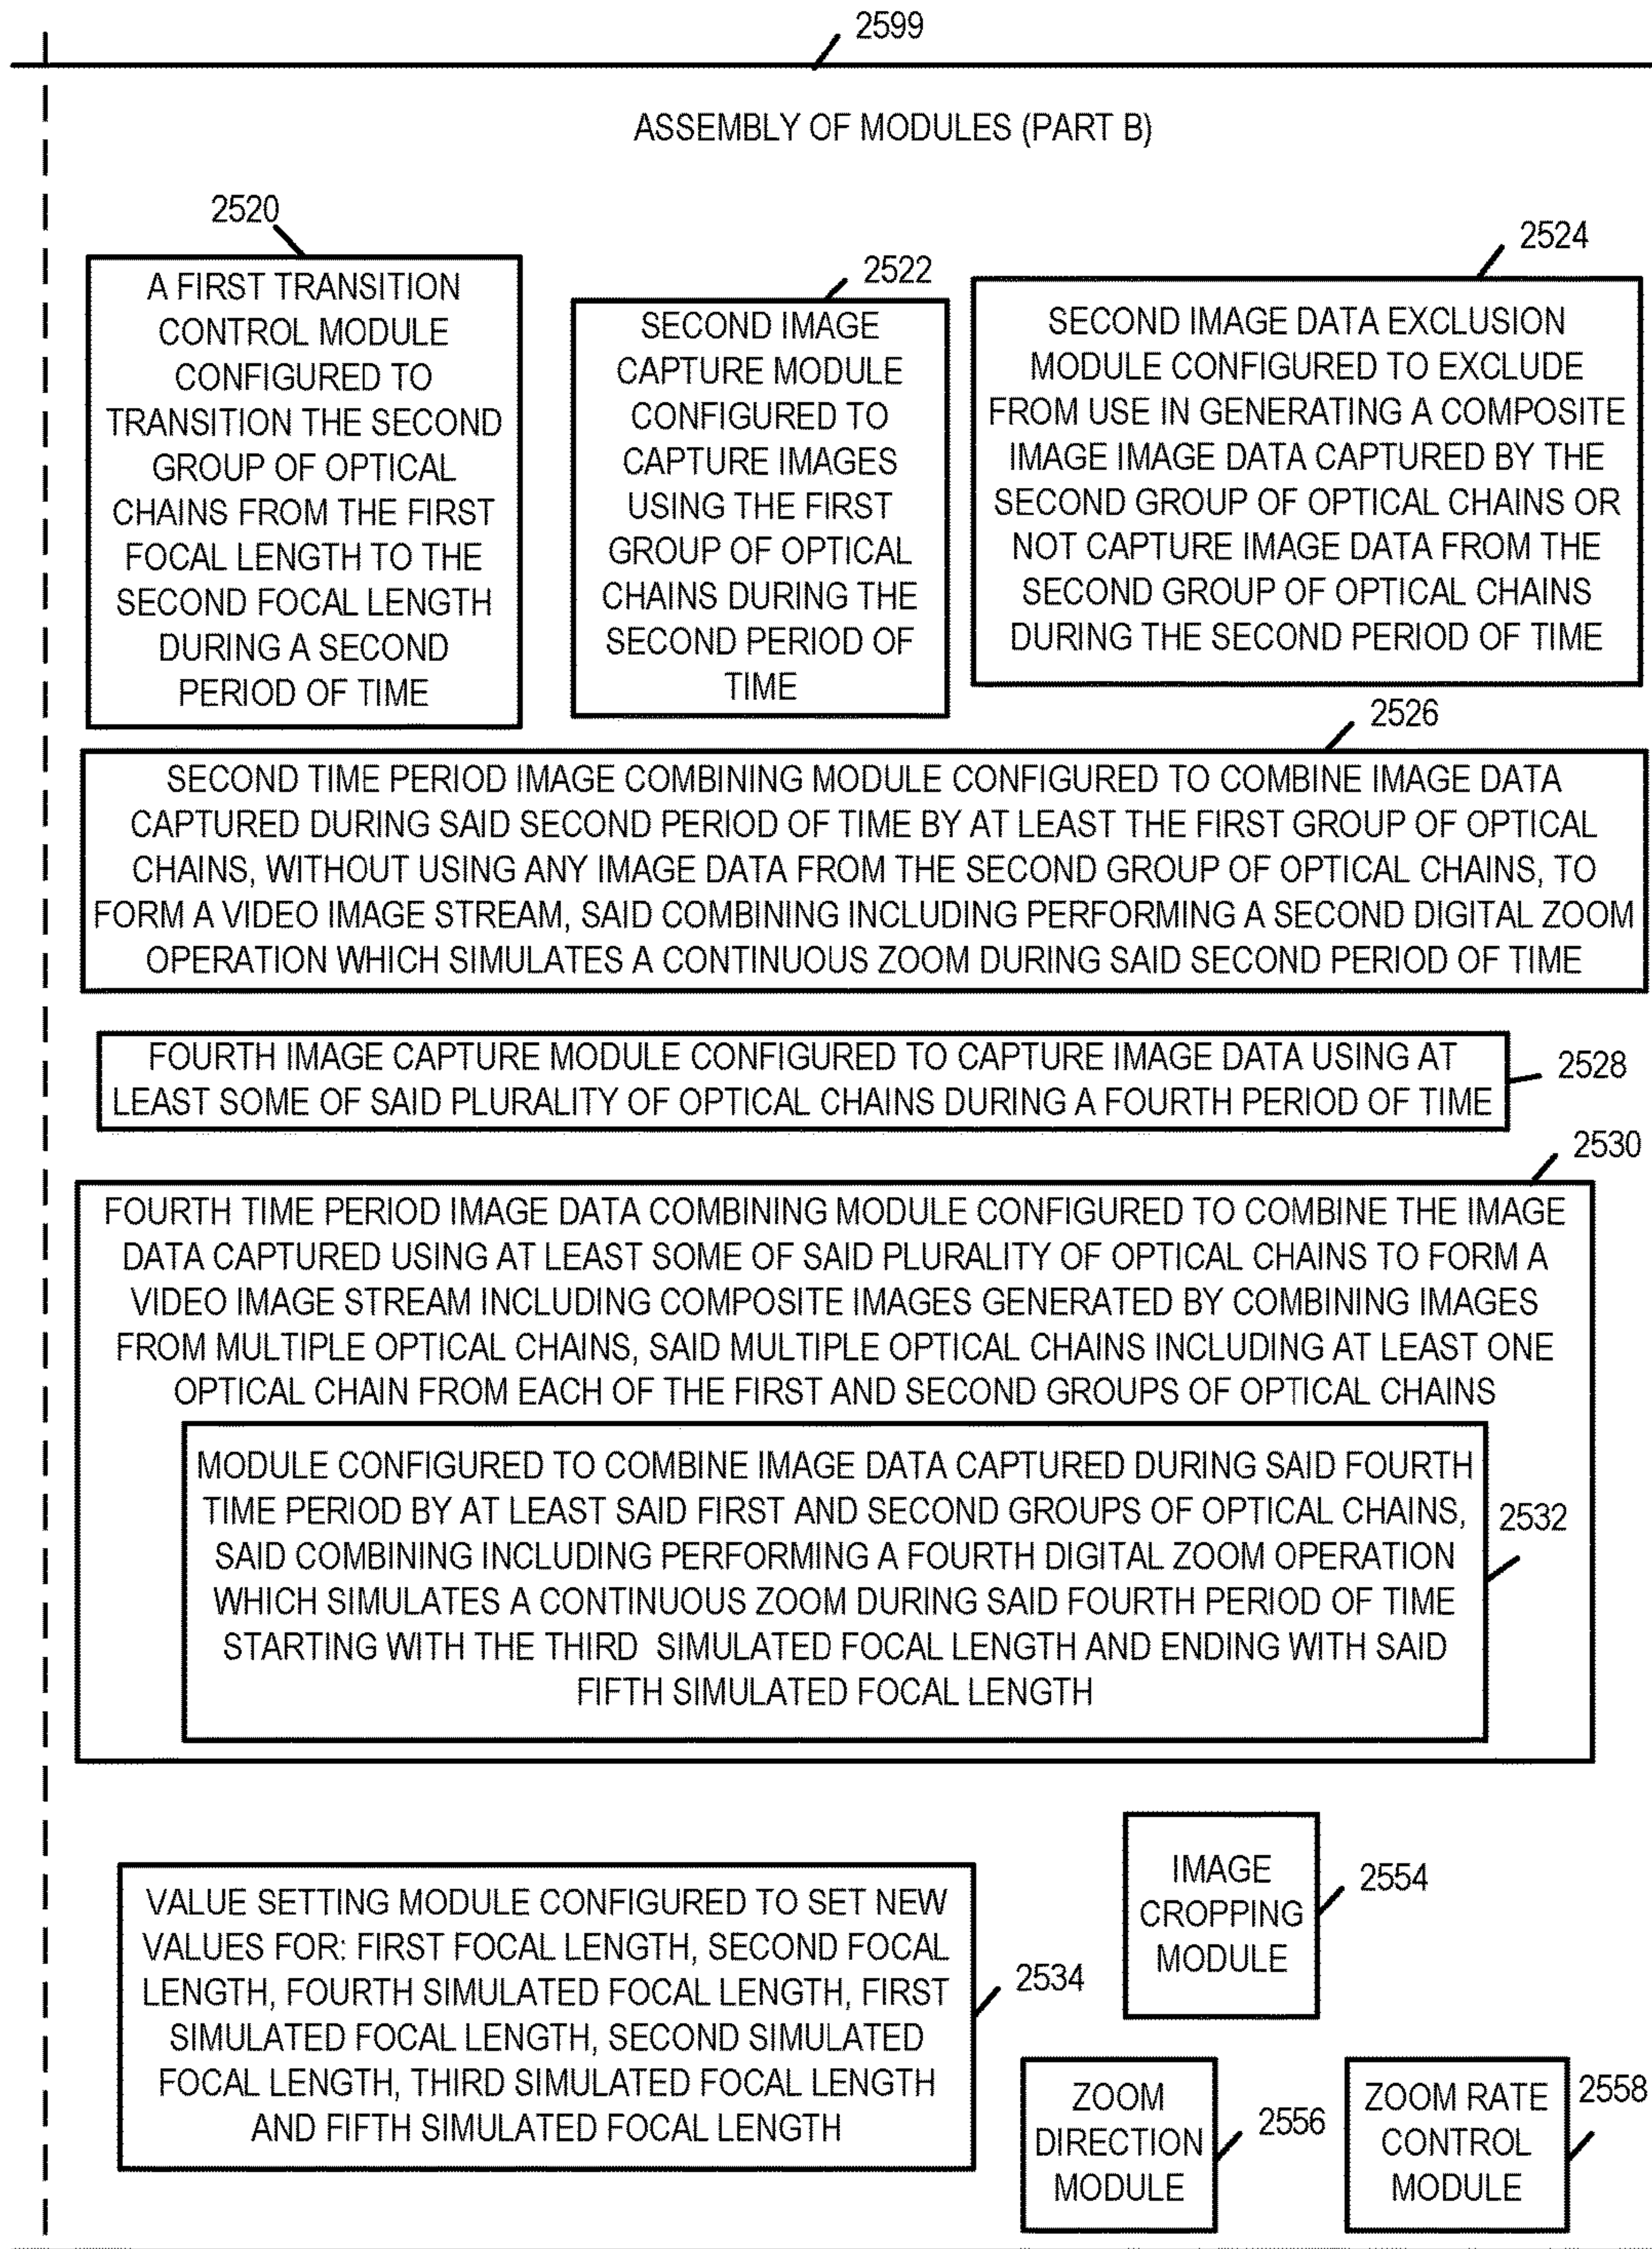 2599
ASSEMBLY OF MODULES (PART B)
2520
A FIRST TRANSITION
CONTROL MODULE
CONFIGURED TO
TRANSITION THE SECOND
GROUP OF OPTICAL
CHAINS FROM THE FIRST
FOCAL LENGTH TO THE
SECOND FOCAL LENGTH
DURING A SECOND
PERIOD OF TIME
2522
SECOND IMAGE
CAPTURE MODULE
CONFIGURED TO
CAPTURE IMAGES
USING THE FIRST
GROUP OF OPTICAL
CHAINS DURING THE
SECOND PERIOD OF
TIME
2524
SECOND IMAGE DATA EXCLUSION
MODULE CONFIGURED TO EXCLUDE
FROM USE IN GENERATING A COMPOSITE
IMAGE IMAGE DATA CAPTURED BY THE
SECOND GROUP OF OPTICAL CHAINS OR
NOT CAPTURE IMAGE DATA FROM THE
SECOND GROUP OF OPTICAL CHAINS
DURING THE SECOND PERIOD OF TIME
2526
SECOND TIME PERIOD IMAGE COMBINING MODULE CONFIGURED TO COMBINE IMAGE DATA
CAPTURED DURING SAID SECOND PERIOD OF TIME BY AT LEAST THE FIRST GROUP OF OPTICAL
CHAINS, WITHOUT USING ANY IMAGE DATA FROM THE SECOND GROUP OF OPTICAL CHAINS, TO
FORM A VIDEO IMAGE STREAM, SAID COMBINING INCLUDING PERFORMING A SECOND DIGITAL ZOOM
OPERATION WHICH SIMULATES A CONTINUOUS ZOOM DURING SAID SECOND PERIOD OF TIME
FOURTH IMAGE CAPTURE MODULE CONFIGURED TO CAPTURE IMAGE DATA USING AT
LEAST SOME OF SAID PLURALITY OF OPTICAL CHAINS DURING A FOURTH PERIOD OF TIME
2528
2530
FOURTH TIME PERIOD IMAGE DATA COMBINING MODULE CONFIGURED TO COMBINE THE IMAGE
DATA CAPTURED USING AT LEAST SOME OF SAID PLURALITY OF OPTICAL CHAINS TO FORM A
VIDEO IMAGE STREAM INCLUDING COMPOSITE IMAGES GENERATED BY COMBINING IMAGES
FROM MULTIPLE OPTICAL CHAINS, SAID MULTIPLE OPTICAL CHAINS INCLUDING AT LEAST ONE
OPTICAL CHAIN FROM EACH OF THE FIRST AND SECOND GROUPS OF OPTICAL CHAINS
MODULE CONFIGURED TO COMBINE IMAGE DATA CAPTURED DURING SAID FOURTH
TIME PERIOD BY AT LEAST SAID FIRST AND SECOND GROUPS OF OPTICAL CHAINS,
SAID COMBINING INCLUDING PERFORMING A FOURTH DIGITAL ZOOM OPERATION
WHICH SIMULATES A CONTINUOUS ZOOM DURING SAID FOURTH PERIOD OF TIME
STARTING WITH THE THIRD SIMULATED FOCAL LENGTH AND ENDING WITH SAID
FIFTH SIMULATED FOCAL LENGTH
2532
VALUE SETTING MODULE CONFIGURED TO SET NEW
VALUES FOR: FIRST FOCAL LENGTH, SECOND FOCAL
LENGTH, FOURTH SIMULATED FOCAL LENGTH, FIRST
SIMULATED FOCAL LENGTH, SECOND SIMULATED
FOCAL LENGTH, THIRD SIMULATED FOCAL LENGTH
AND FIFTH SIMULATED FOCAL LENGTH
2534
IMAGE
CROPPING
MODULE
2554
ZOOM
DIRECTION
MODULE
2556
ZOOM RATE
CONTROL
MODULE
2558